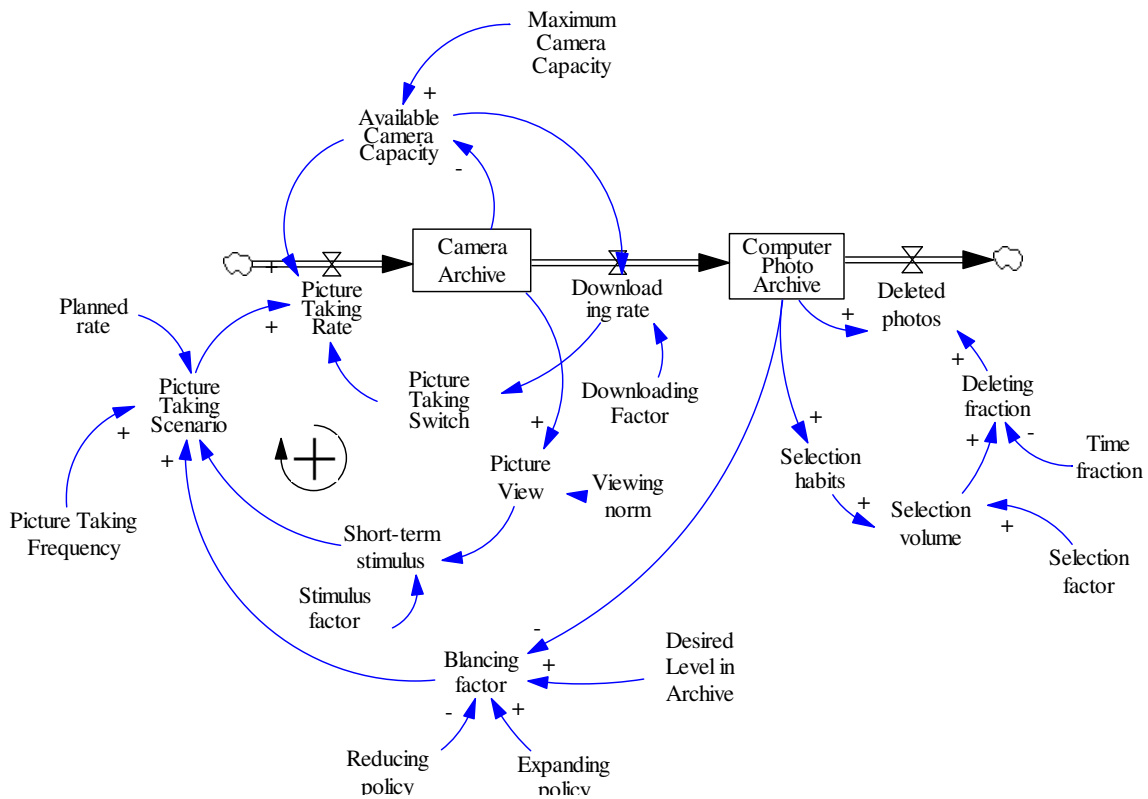 Maximum
Camera
Capacity
+
Available
Camera
Capacity
-
Camera
Archive
Computer
Photo
Archive
+
Picture
Taking
Rate
Download
ing rate
Deleted
photos
+
Planned
rate
+
+
Picture
Taking
Scenario
+
+
Picture
Taking
Switch
Downloading
Factor
Deleting
fraction
+
-
+
+
Time
fraction
Picture
View
Viewing
norm
Selection
habits
+
Selection
volume
+
Picture Taking
Frequency
Short-term
stimulus
Selection
factor
Stimulus
factor
-
+
Desired
Level in
Archive
Blancing
factor
-
+
Reducing
policy
Expanding
policy